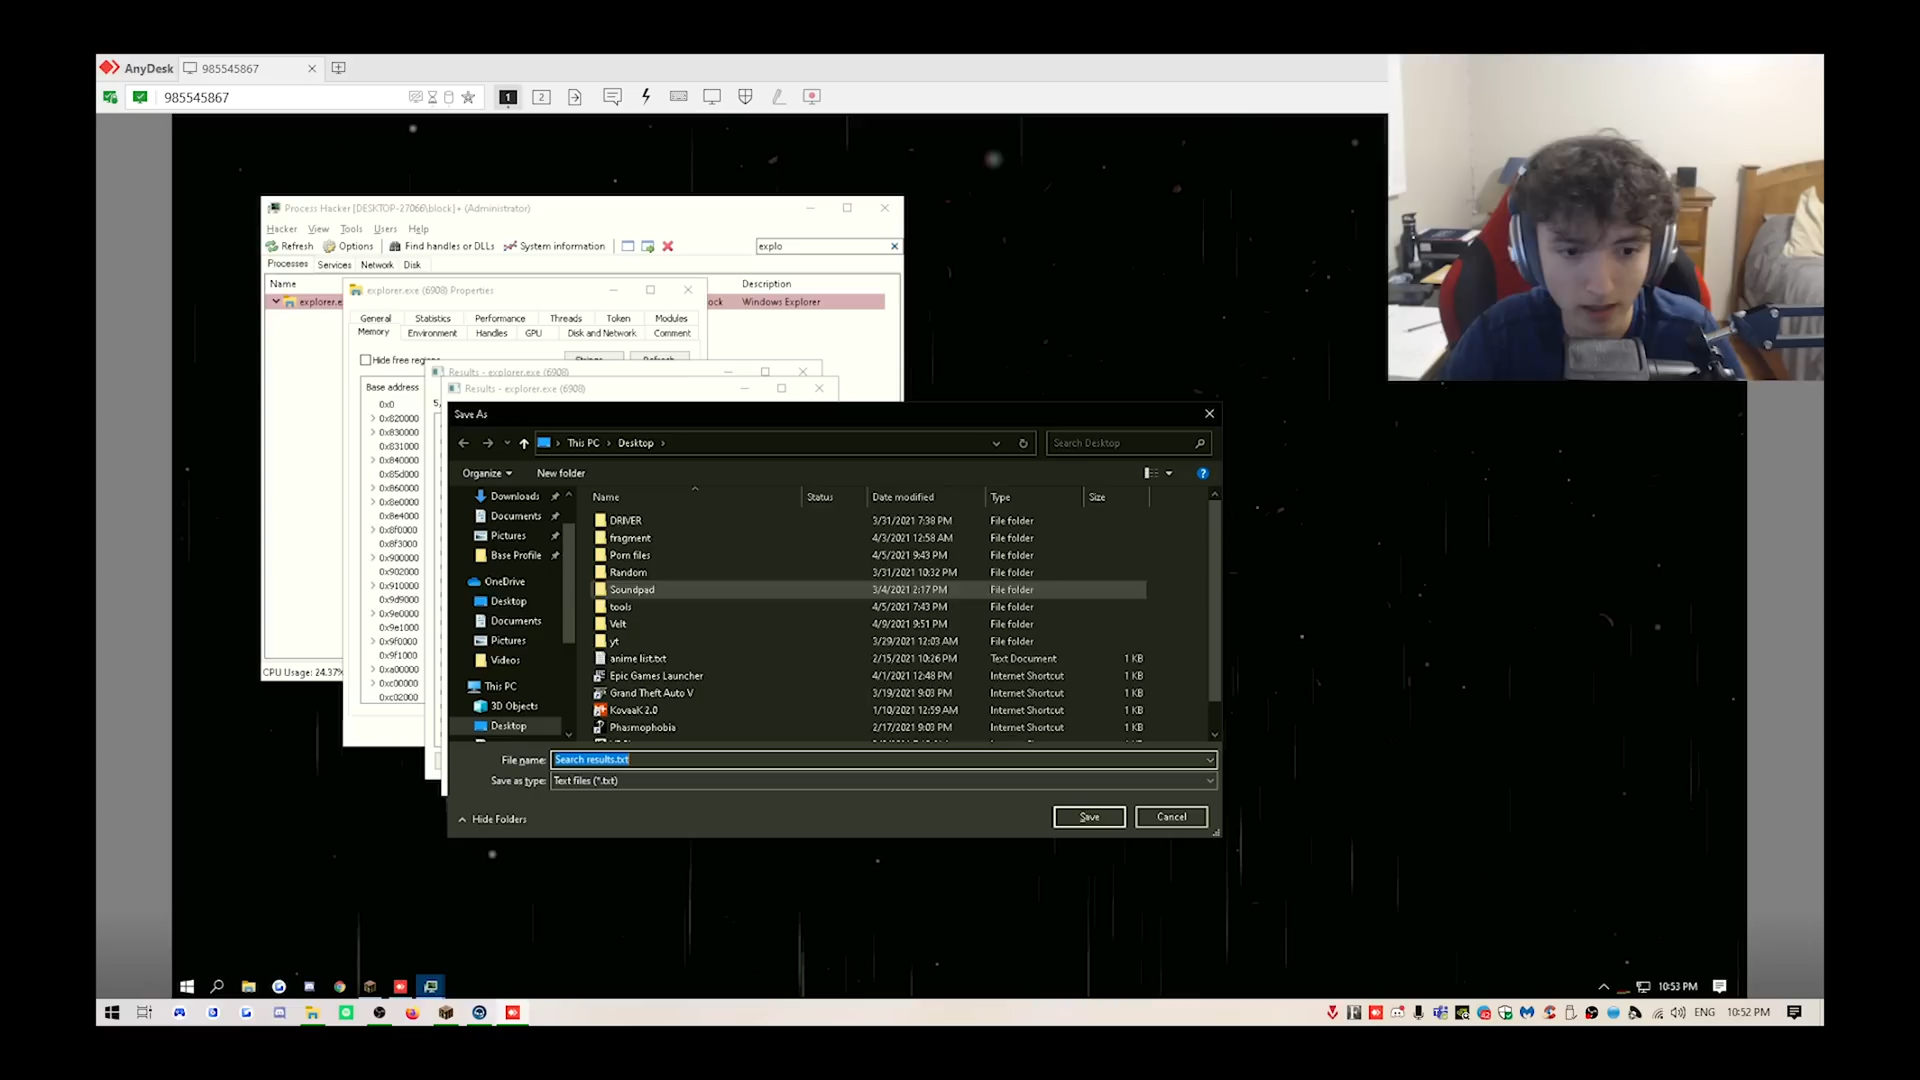 AnyDesk 985545867
985545867 1 2
Process Hacker [DESKTOP-27066\block]+ (Administrator)
Hacker View Tools Users Help
Refresh Options Find handles or DLLs System information explo
Processes Services Network Disk
Name Description
explorer.e ock Windows Explorer
explorer.exe (6908) Properties
General Statistics Performance Threads Token Modules
Memory Environment Handles GPU Disk and Network Comment
Hide free regi Strings... Refresh
Results - explorer.exe (6908)
Results - explorer.exe (6908)
Base address
0x0 5,
0x820000
0x830000
0x831000
0x840000
0x85d000
0x860000
0x8e0000
0x8e4000
0x8f0000
0x8f3000
0x900000
0x902000
0x910000
0x9d9000
0x9e0000
0x9e1000
0x9f0000
0x9f1000
0xa00000
0xc00000
0xc02000
CPU Usage: 24.37%
Save As
This PC Desktop Search Desktop
Organize New folder
Downloads
Documents
Pictures
Base Profile
OneDrive
Desktop
Documents
Pictures
Videos
This PC
3D Objects
Desktop
Name Status Date modified Type Size
DRIVER 3/31/2021 7:38 PM File folder
fragment 4/3/2021 12:58 AM File folder
Porn files 4/5/2021 9:43 PM File folder
Random 3/31/2021 10:32 PM File folder
Soundpad 3/4/2021 2:17 PM File folder
tools 4/5/2021 7:43 PM File folder
Velt 4/9/2021 9:51 PM File folder
yt 3/29/2021 12:03 AM File folder
anime list.txt 2/15/2021 10:26 PM Text Document 1 KB
Epic Games Launcher 4/1/2021 12:48 PM Internet Shortcut 1 KB
Grand Theft Auto V 3/19/2021 9:03 PM Internet Shortcut 1 KB
KovaaK 2.0 1/10/2021 12:59 AM Internet Shortcut 1 KB
Phasmophobia 2/17/2021 9:03 PM Internet Shortcut 1 KB
File name: Search results.txt
Save as type: Text files (*.txt)
Hide Folders Save Cancel
10:53 PM
ENG 10:52 PM